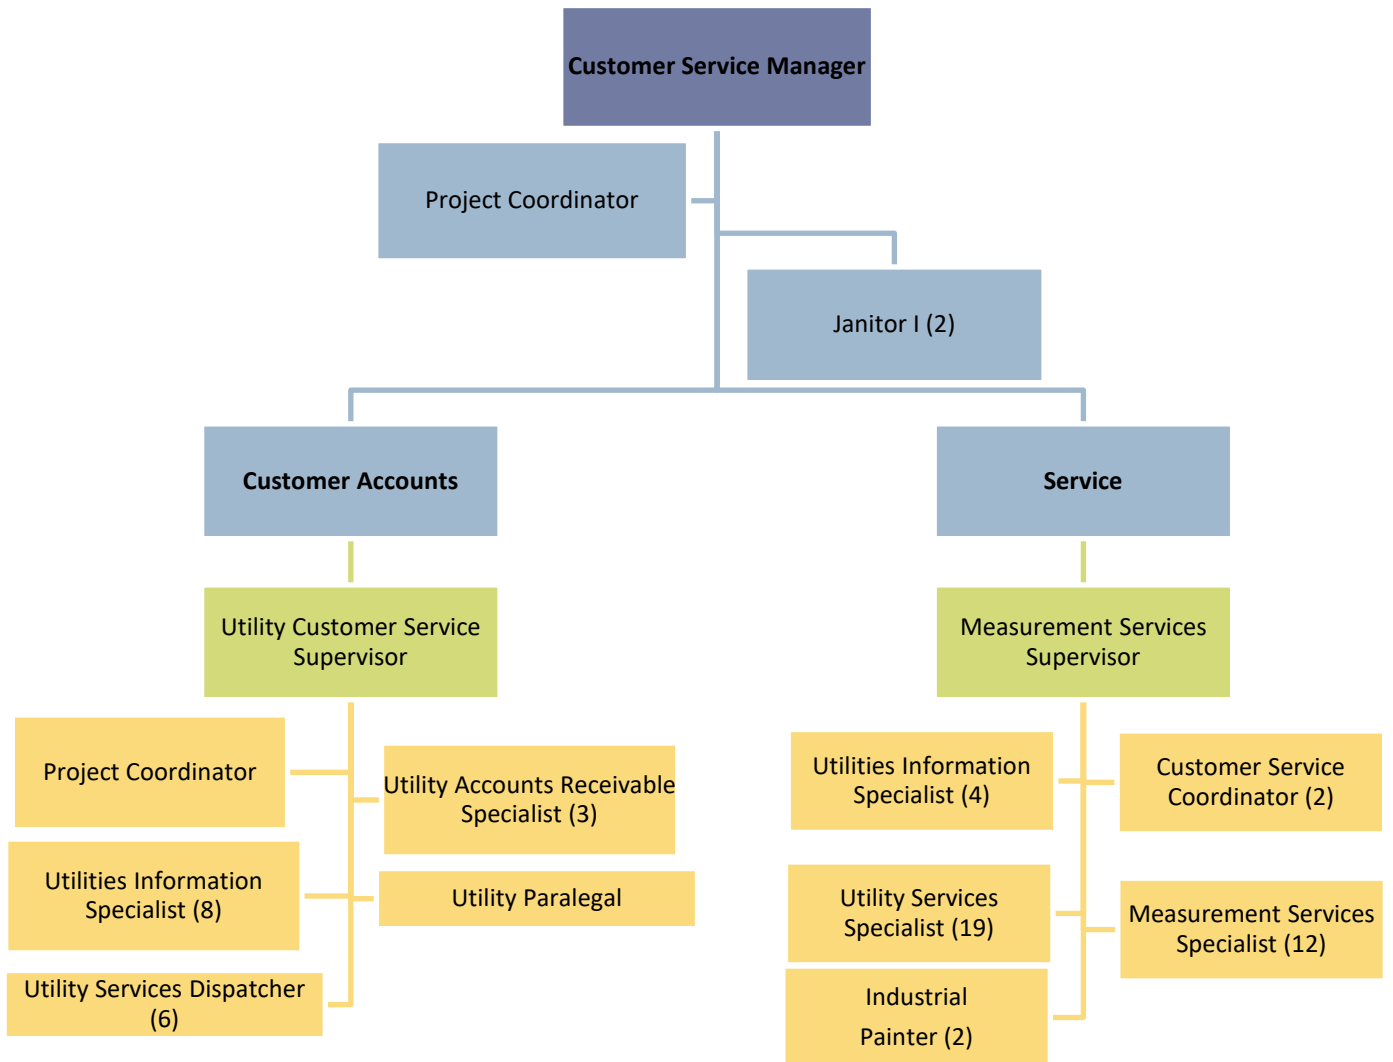 Customer Service Manager
Project Coordinator
Janitor I (2)
Customer Accounts
Service
Utility Customer Service
Supervisor
Measurement Services
Supervisor
Project Coordinator
Utility Accounts Receivable
Specialist (3)
Utilities Information
Specialist (8)
Utility Paralegal
Utility Services Dispatcher
(6)
Utilities Information
Specialist (4)
Customer Service
Coordinator (2)
Utility Services
Specialist (19)
Measurement Services
Specialist (12)
Industrial
Painter (2)